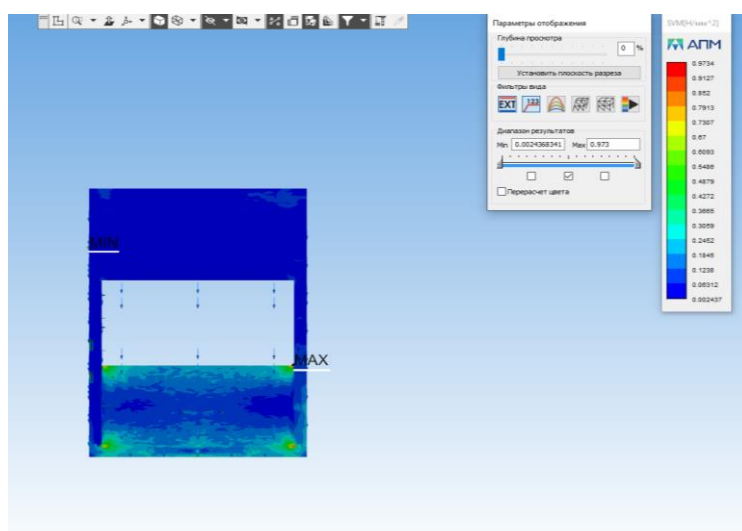 Параметры отображения
Глубина просмотра
0 %
Установить плоскость разреза
Фильтры вида
EXT 123
Диапазон результатов
Min 0.0024368341 Max 0.973
Перерасчет цвета
SVM[Н/мм^2]
АПМ
0.9734
0.9127
0.852
0.7913
0.7307
0.67
0.6093
0.5486
0.4879
0.4272
0.3665
0.3059
0.2452
0.1845
0.1238
0.06312
0.002437
MIN
MAX